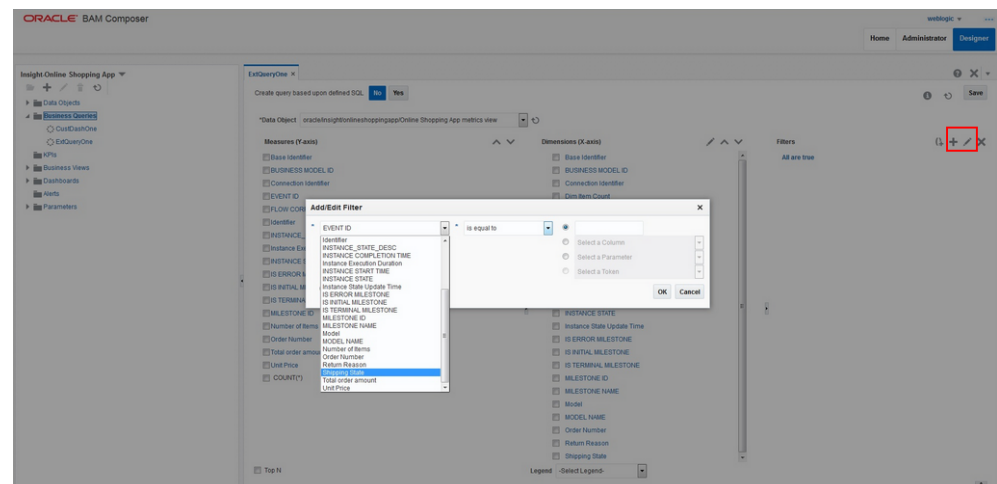 ORACLE BAM Composer
weblogic
Home Administrator Designer
Insight.Online Shopping App
Data Objects
Business Queries
CustDashOne
ExtQueryOne
KPIs
Business Views
Dashboards
Alerts
Parameters
ExtQueryOne ×
Create query based upon defined SQL No Yes
Save
*Data Object oracle/insight/onlineshoppingapp/Online Shopping App metrics view
Measures (Y-axis)
Base Identifier
BUSINESS MODEL ID
Connection Identifier
EVENT ID
FLOW COR
Identifier
INSTANCE_
Instance Ex
INSTANCE
IS ERROR M
IS INITIAL MI
IS TERMINA
MILESTONE ID
Number of Items
Order Number
Total order amou
Unit Price
COUNT(*)
Top N
Dimensions (X-axis)
Base Identifier
BUSINESS MODEL ID
Connection Identifier
Dim Item Count
INSTANCE STATE
Instance State Update Time
IS ERROR MILESTONE
IS INITIAL MILESTONE
IS TERMINAL MILESTONE
MILESTONE ID
MILESTONE NAME
Model
MODEL NAME
Order Number
Return Reason
Shipping State
Legend -Select Legend-
Filters
All are true
Add/Edit Filter
* EVENT ID * is equal to
Select a Column
Select a Parameter
Select a Token
OK Cancel
Identifier
INSTANCE_STATE_DESC
INSTANCE COMPLETION TIME
Instance Execution Duration
INSTANCE START TIME
INSTANCE STATE
Instance State Update Time
IS ERROR MILESTONE
IS INITIAL MILESTONE
IS TERMINAL MILESTONE
MILESTONE ID
MILESTONE NAME
Model
MODEL NAME
Number of Items
Order Number
Return Reason
Shipping State
Total order amount
Unit Price